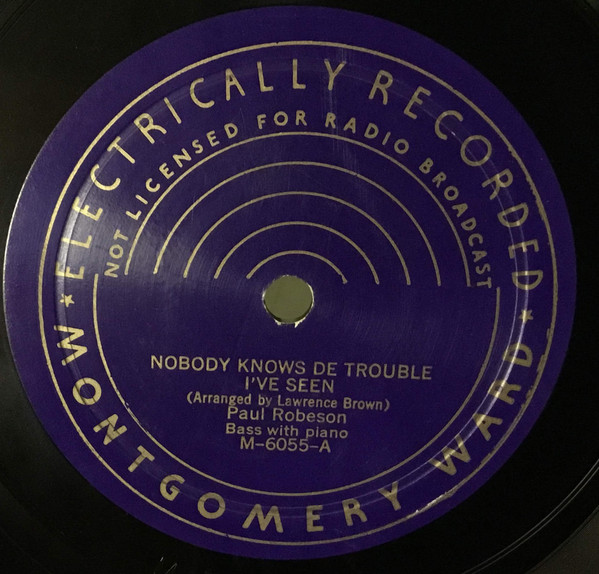 ELECTRICALLY RECORDED
NOT LICENSED FOR RADIO BROADCAST
NOBODY KNOWS DE TROUBLE
I'VE SEEN
(Arranged by Lawrence Brown)
Paul Robeson
Bass with piano
M-6055-A
MONTGOMERY WARD